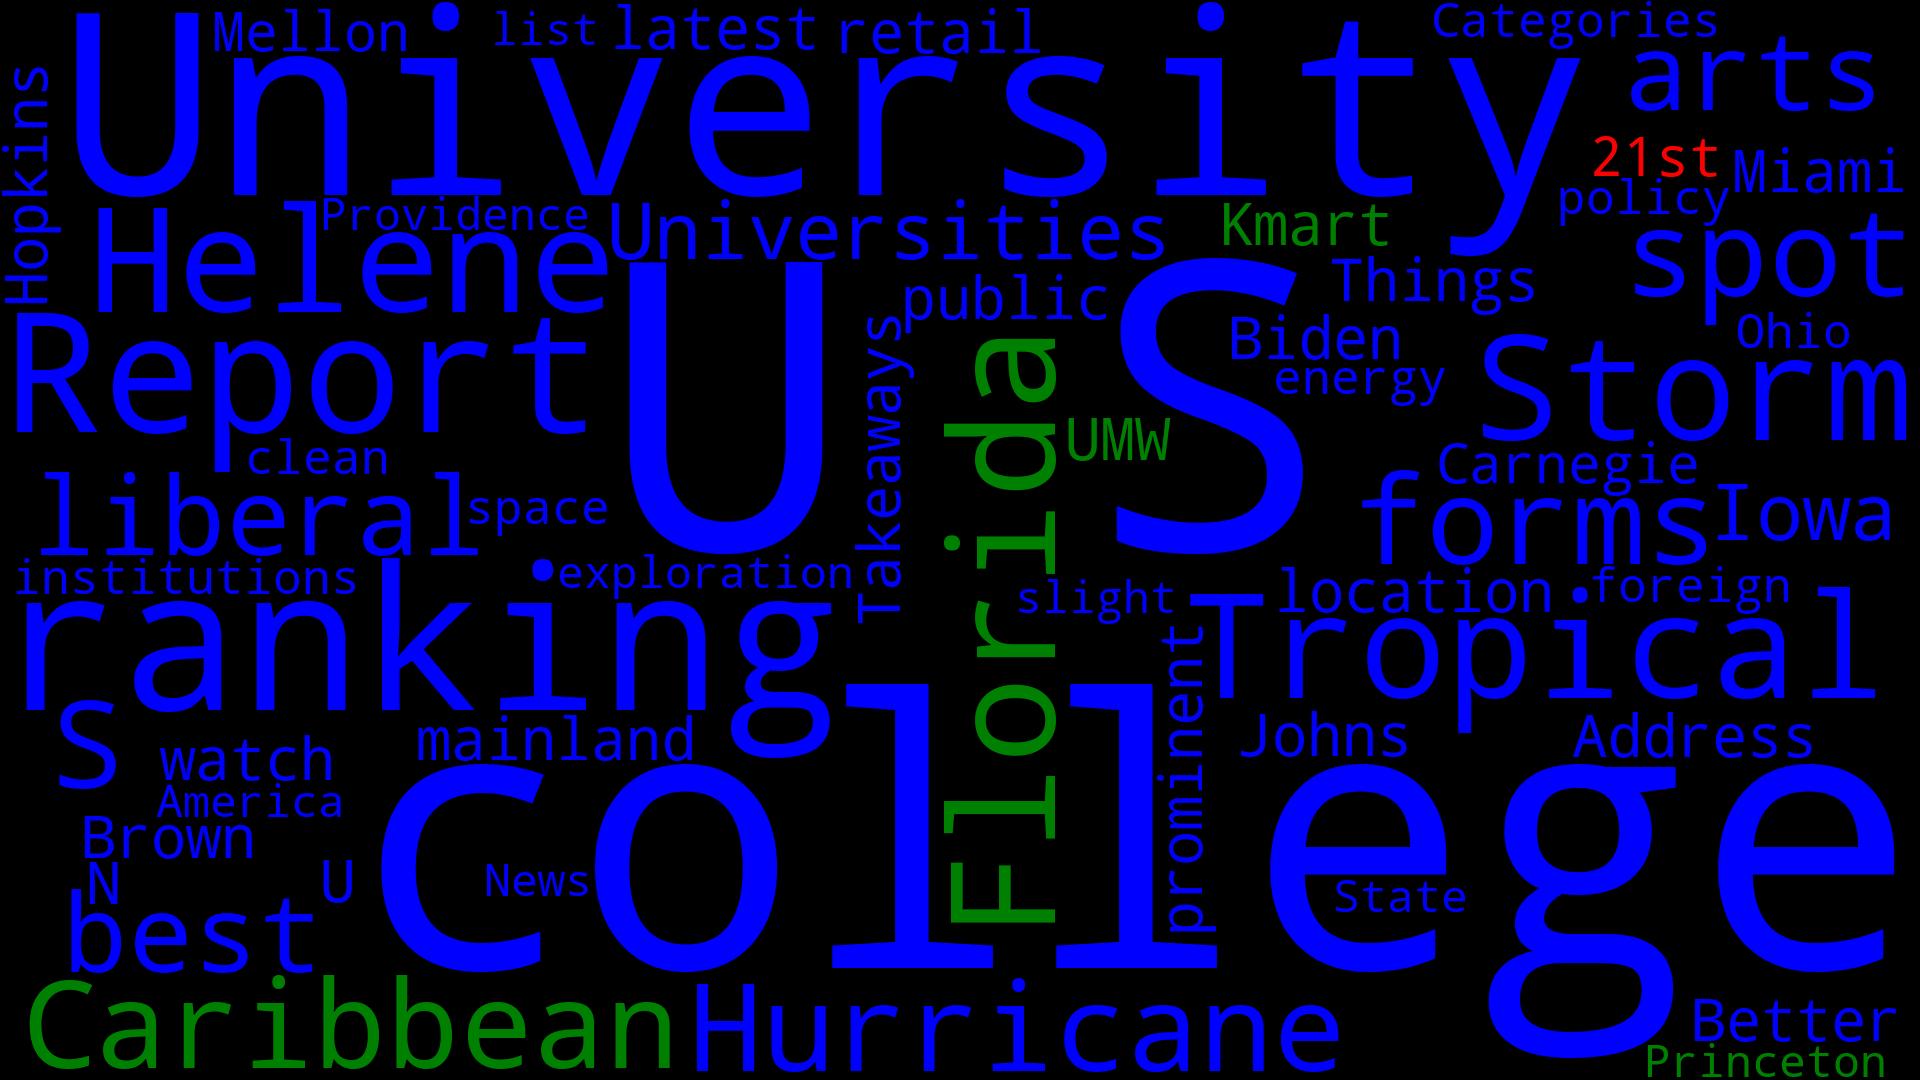 University
Mellon
list
latest
retail
Categories
arts
Hopkins
21st
Miami
policy
Helene
Providence
Universities
Kmart
spot
U S
public
Things
Report
Takeaways
Florida
Biden
Ohio
energy
Storm
UMW
clean
Carnegie
liberal
space
forms
Iowa
institutions
exploration
slight
location
foreign
ranking
Tropical
prominent
S
watch
mainland
Johns
Address
America
college
Brown
N
U
News
State
best
Caribbean
Hurricane
Better
Princeton